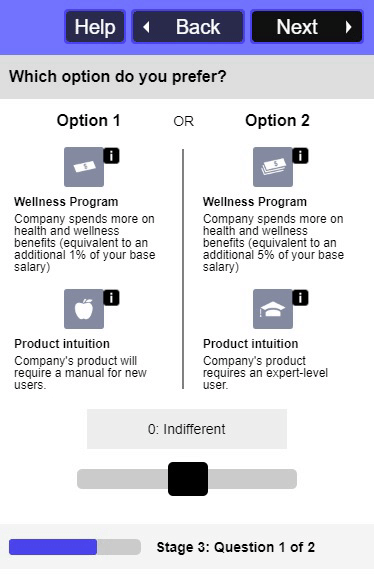 Help
Back
Next
Which option do you prefer?
Option 1
OR
Option 2
$
i
$
i
Wellness Program
Company spends more on
health and wellness
benefits (equivalent to an
additional 1% of your base
salary)
Wellness Program
Company spends more on
health and wellness
benefits (equivalent to an
additional 5% of your base
salary)
i
i
Product intuition
Company's product will
require a manual for new
users.
Product intuition
Company's product
requires an expert-level
user.
0: Indifferent
Stage 3: Question 1 of 2